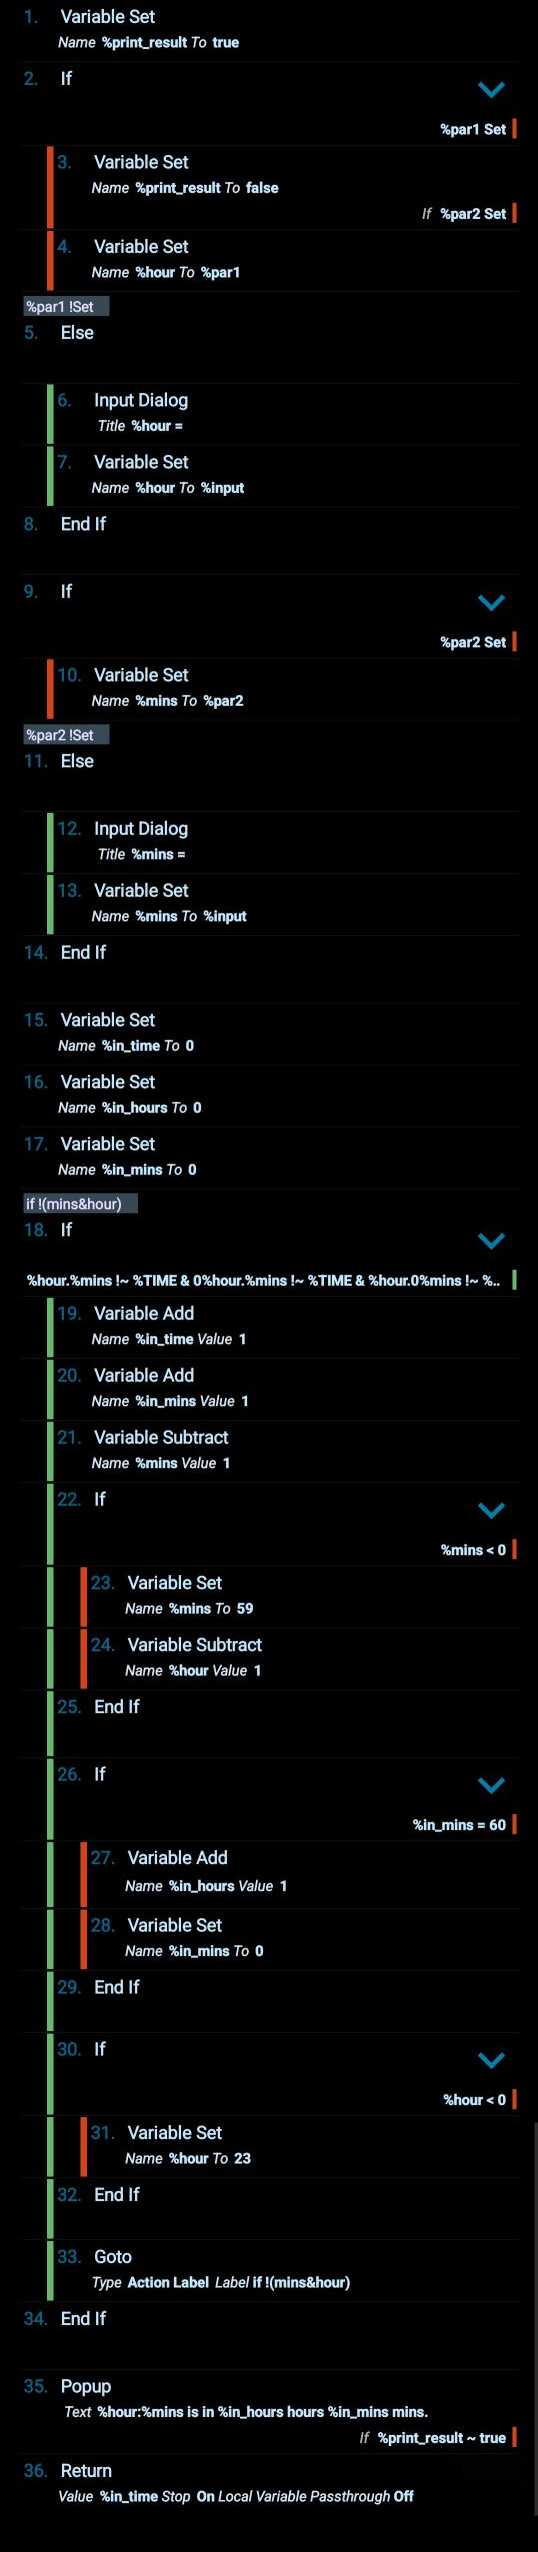 1. Variable Set
Name %print_result To true
2. If
%par1 Set
3. Variable Set
Name %print_result To false
If %par2 Set
4. Variable Set
Name %hour To %par1
%par1 !Set
5. Else
6. Input Dialog
Title %hour =
7. Variable Set
Name %hour To %input
8. End If
9. If
%par2 Set
10. Variable Set
Name %mins To %par2
%par2 !Set
11. Else
12. Input Dialog
Title %mins =
13. Variable Set
Name %mins To %input
14. End If
15. Variable Set
Name %in_time To 0
16. Variable Set
Name %in_hours To 0
17. Variable Set
Name %in_mins To 0
if !(mins&hour)
18. If
%hour.%mins !~ %TIME & 0%hour.%mins !~ %TIME & %hour.0%mins !~ %..
19. Variable Add
Name %in_time Value 1
20. Variable Add
Name %in_mins Value 1
21. Variable Subtract
Name %mins Value 1
22. If
%mins < 0
23. Variable Set
Name %mins To 59
24. Variable Subtract
Name %hour Value 1
25. End If
26. If
%in_mins = 60
27. Variable Add
Name %in_hours Value 1
28. Variable Set
Name %in_mins To 0
29. End If
30. If
%hour < 0
31. Variable Set
Name %hour To 23
32. End If
33. Goto
Type Action Label Label if !(mins&hour)
34. End If
35. Popup
Text %hour:%mins is in %in_hours hours %in_mins mins.
If %print_result ~ true
36. Return
Value %in_time Stop On Local Variable Passthrough Off